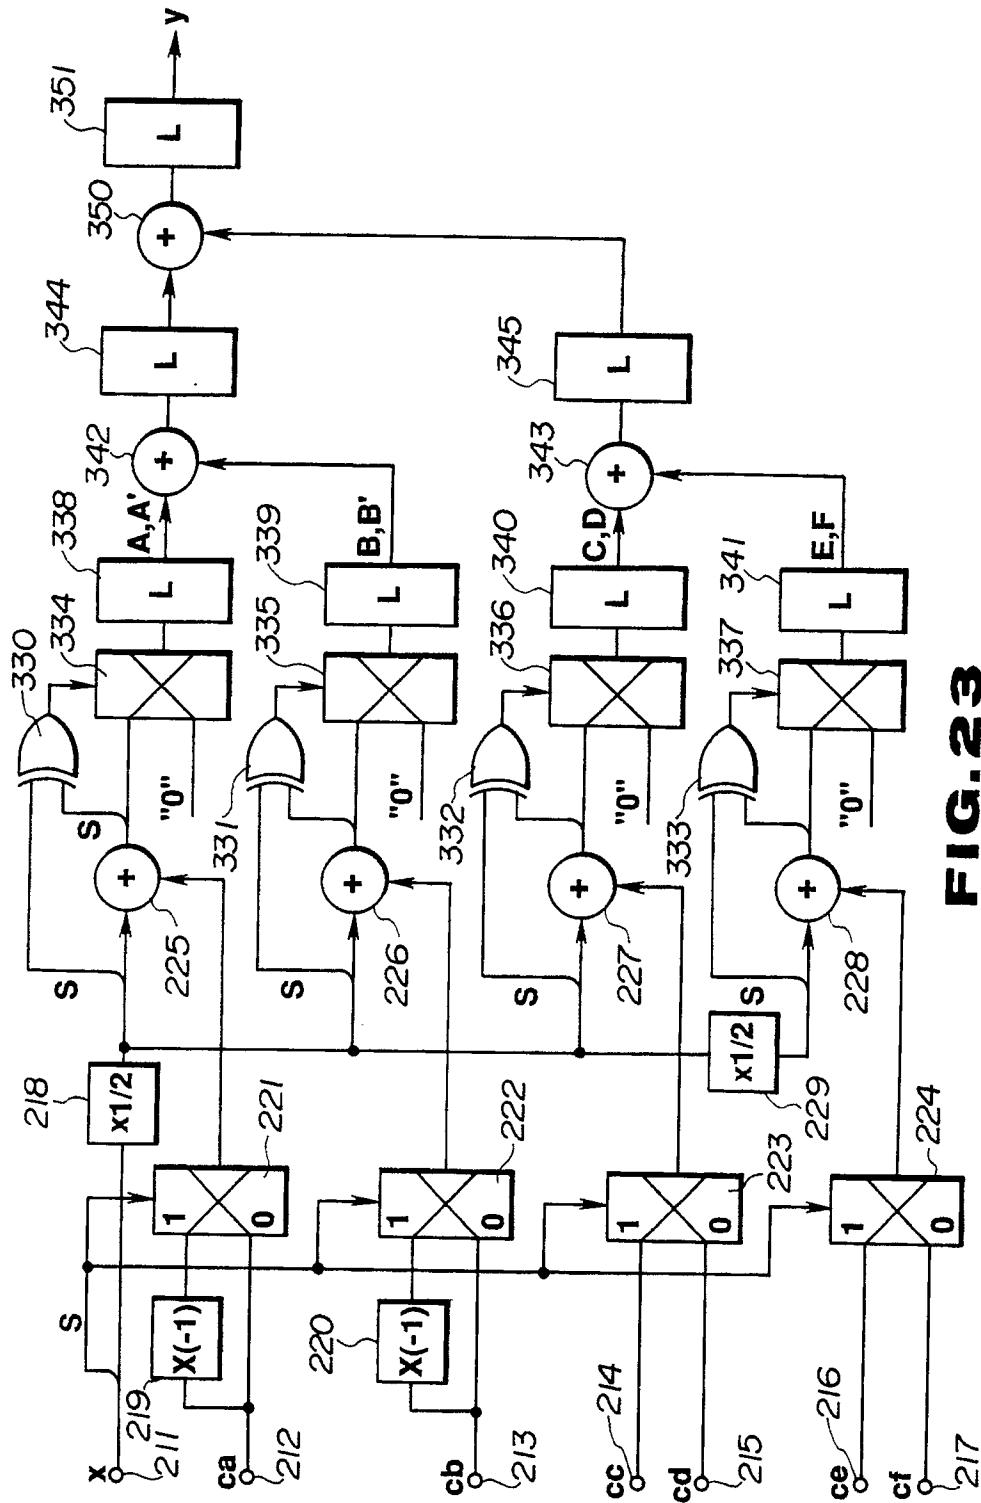 x
211
S
218
x1/2
S
225
+
S
330
"0"
334
338
L
A,A'
342
+
344
L
350
+
351
L
y
ca
212
219
X(-1)
1
0
221
cb
213
220
X(-1)
1
0
222
S
226
+
331
"0"
335
339
L
B,B'
cc
214
cd
215
1
0
223
S
227
+
332
"0"
336
340
L
C,D
343
+
345
L
ce
216
cf
217
1
0
224
x1/2
229
S
228
+
333
"0"
337
341
L
E,F
FIG.23